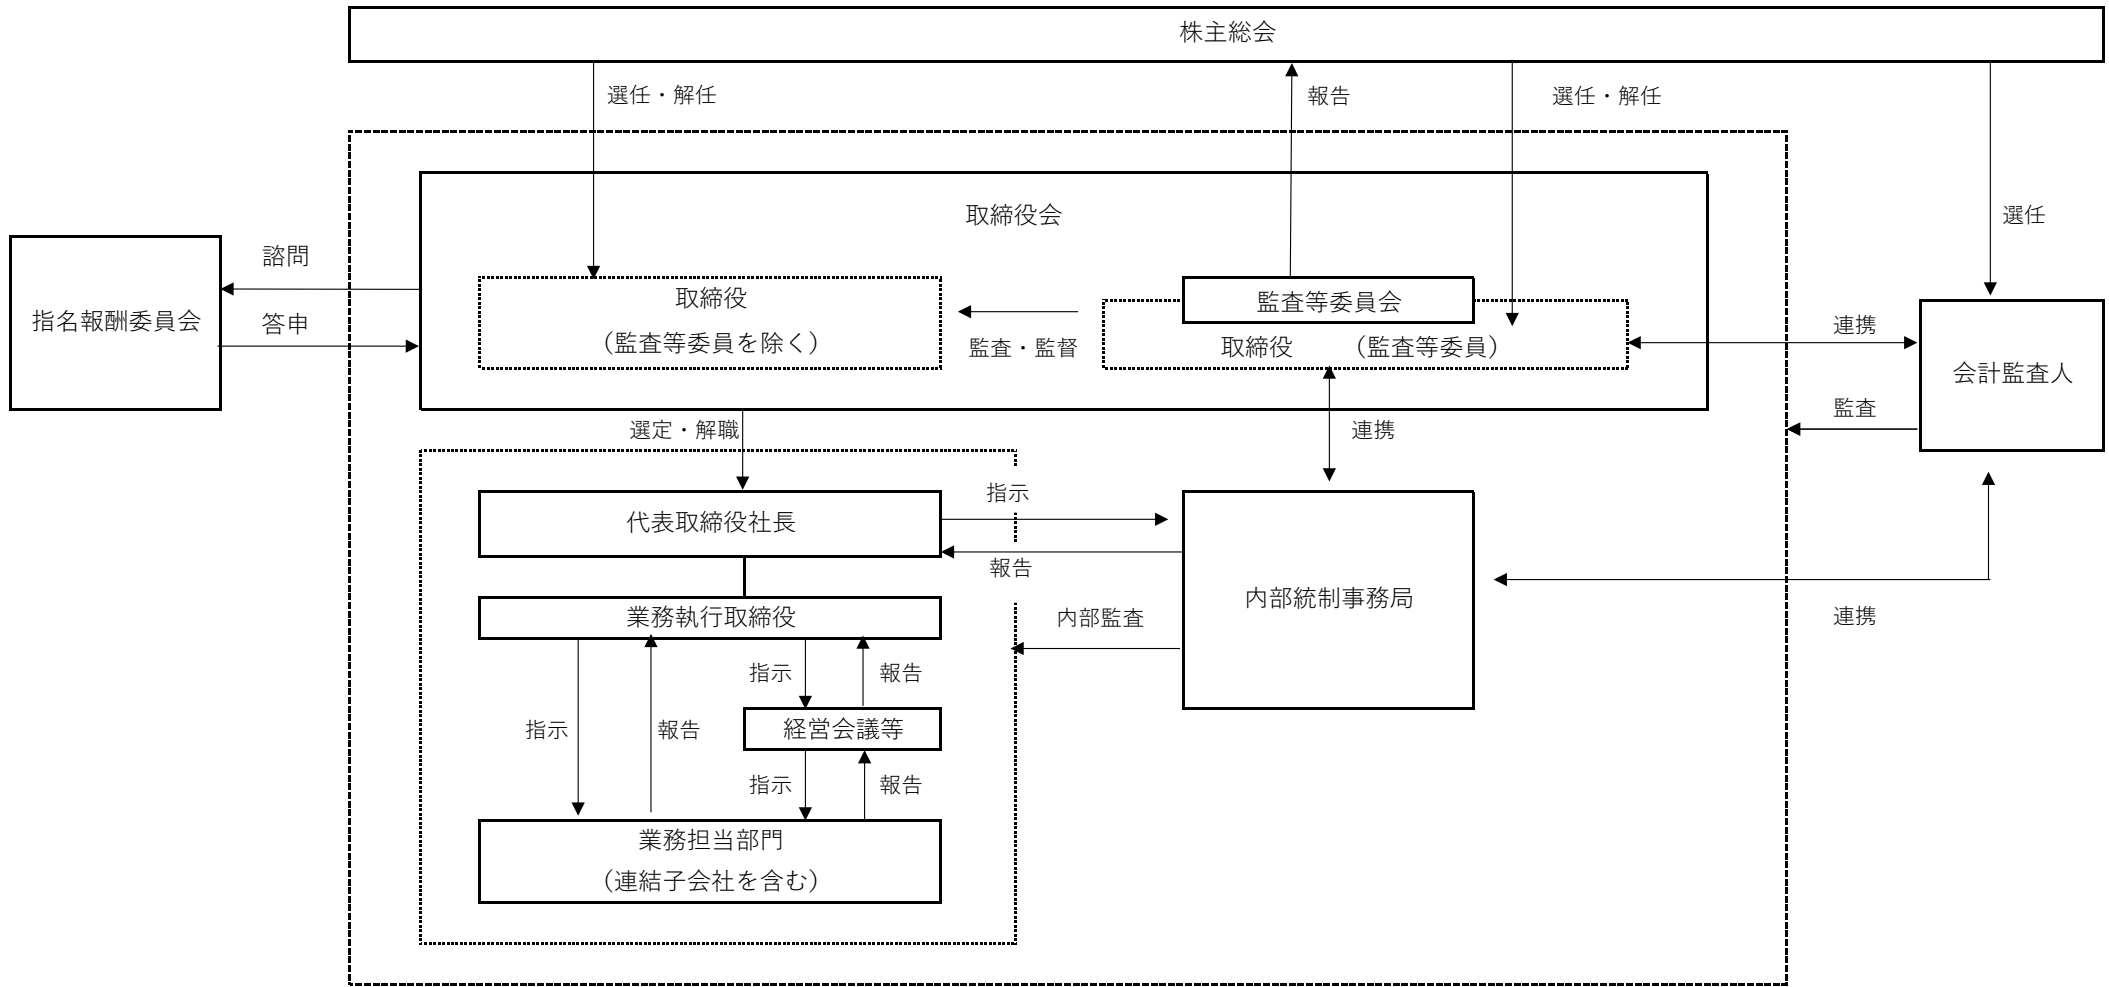 株主総会
選任・解任
報告
選任・解任
選任
取締役会
指名報酬委員会
諮問
答申
取締役
（監査等委員を除く）
監査・監督
監査等委員会
取締役　　（監査等委員）
連携
会計監査人
監査
選定・解職
連携
代表取締役社長
指示
報告
内部統制事務局
連携
業務執行取締役
内部監査
指示
報告
指示
報告
経営会議等
指示
報告
業務担当部門
（連結子会社を含む）